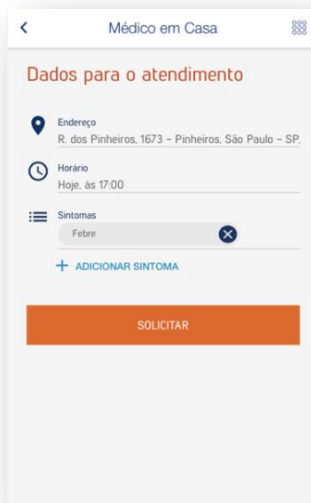 Médico em Casa
Dados para o atendimento
Endereço
R. dos Pinheiros, 1673 - Pinheiros, São Paulo - SP,
Horário
Hoje, às 17:00
Sintomas
Febre
+ ADICIONAR SINTOMA
SOLICITAR